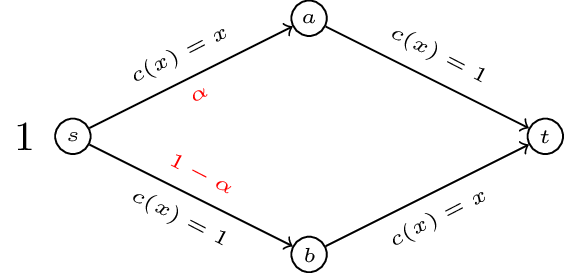 a
c(x) = x
c(x) = 1
α
1
s
t
1 − α
c(x) = 1
c(x) = x
b